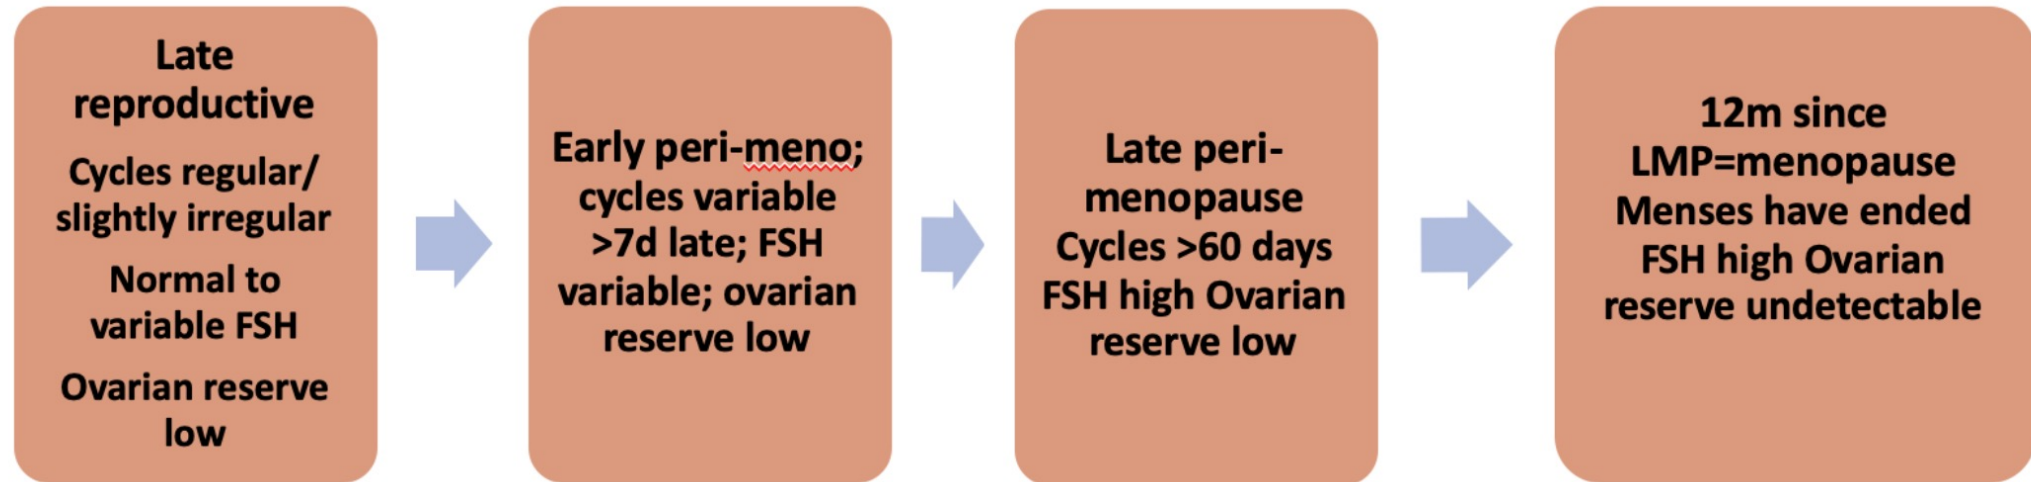 Late
reproductive
Cycles regular/
slightly irregular
Normal to
variable FSH
Ovarian reserve
low
Early peri-meno;
cycles variable
>7d late; FSH
variable; ovarian
reserve low
Late peri-
menopause
Cycles >60 days
FSH high Ovarian
reserve low
12m since
LMP=menopause
Menses have ended
FSH high Ovarian
reserve undetectable